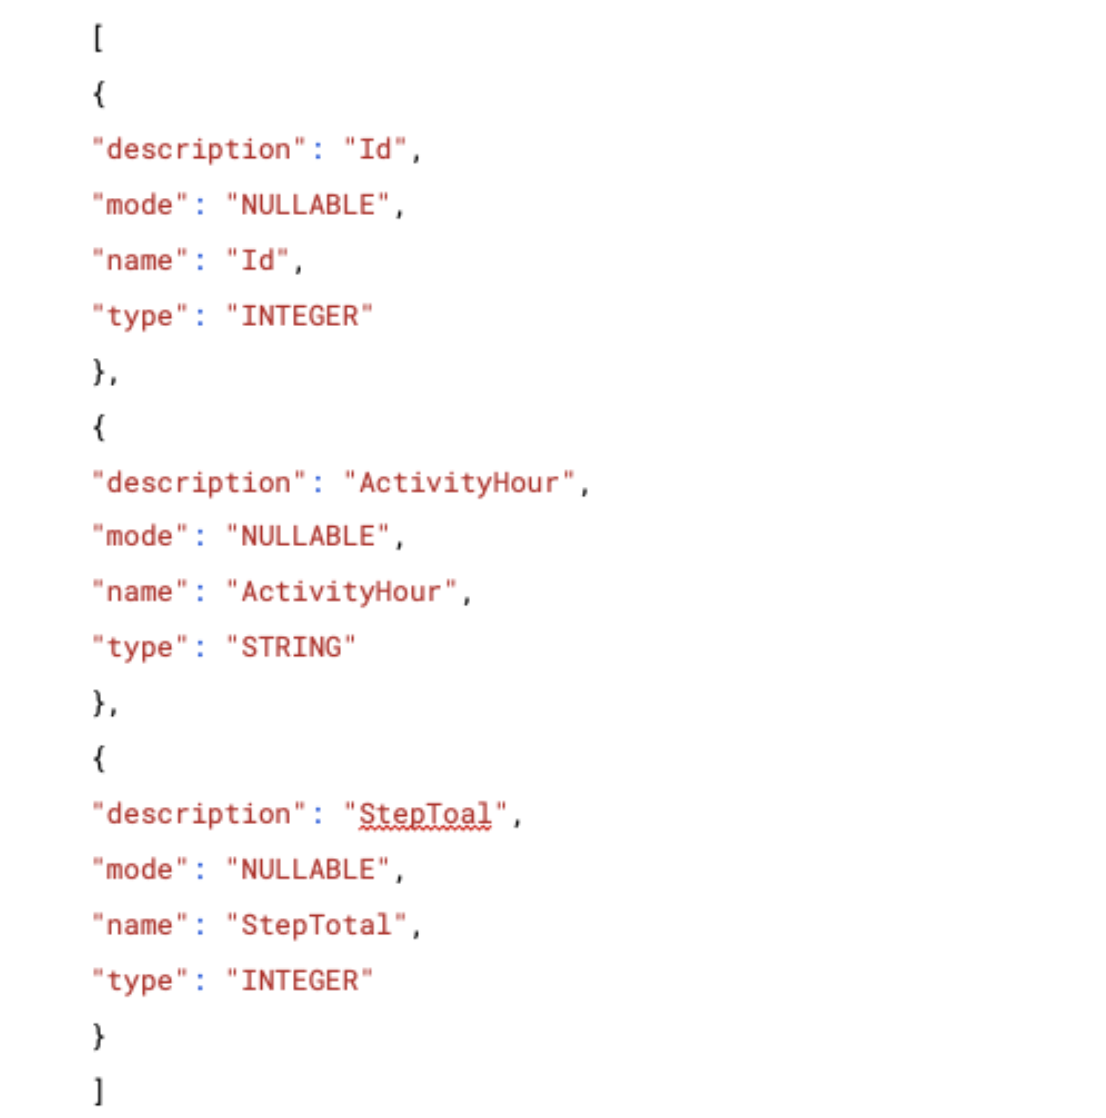 [
{
"description": "Id",
"mode": "NULLABLE",
"name": "Id",
"type": "INTEGER"
},
{
"description": "ActivityHour",
"mode": "NULLABLE",
"name": "ActivityHour",
"type": "STRING"
},
{
"description": "StepToal",
"mode": "NULLABLE",
"name": "StepTotal",
"type": "INTEGER"
}
]